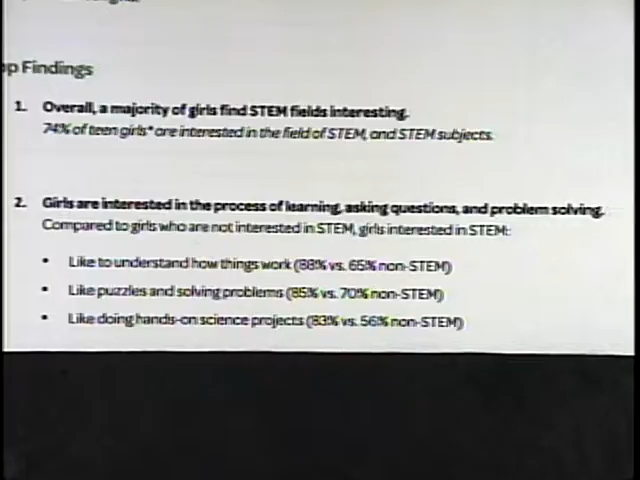 op Findings
1. Overall, a majority of girls find STEM fields interesting.
74% of teen girls* are interested in the field of STEM, and STEM subjects.
2. Girls are interested in the process of learning, asking questions, and problem solving.
Compared to girls who are not interested in STEM, girls interested in STEM:
• Like to understand how things work (88% vs. 65% non-STEM)
• Like puzzles and solving problems (85% vs. 70% non-STEM)
• Like doing hands-on science projects (83% vs. 56% non-STEM)